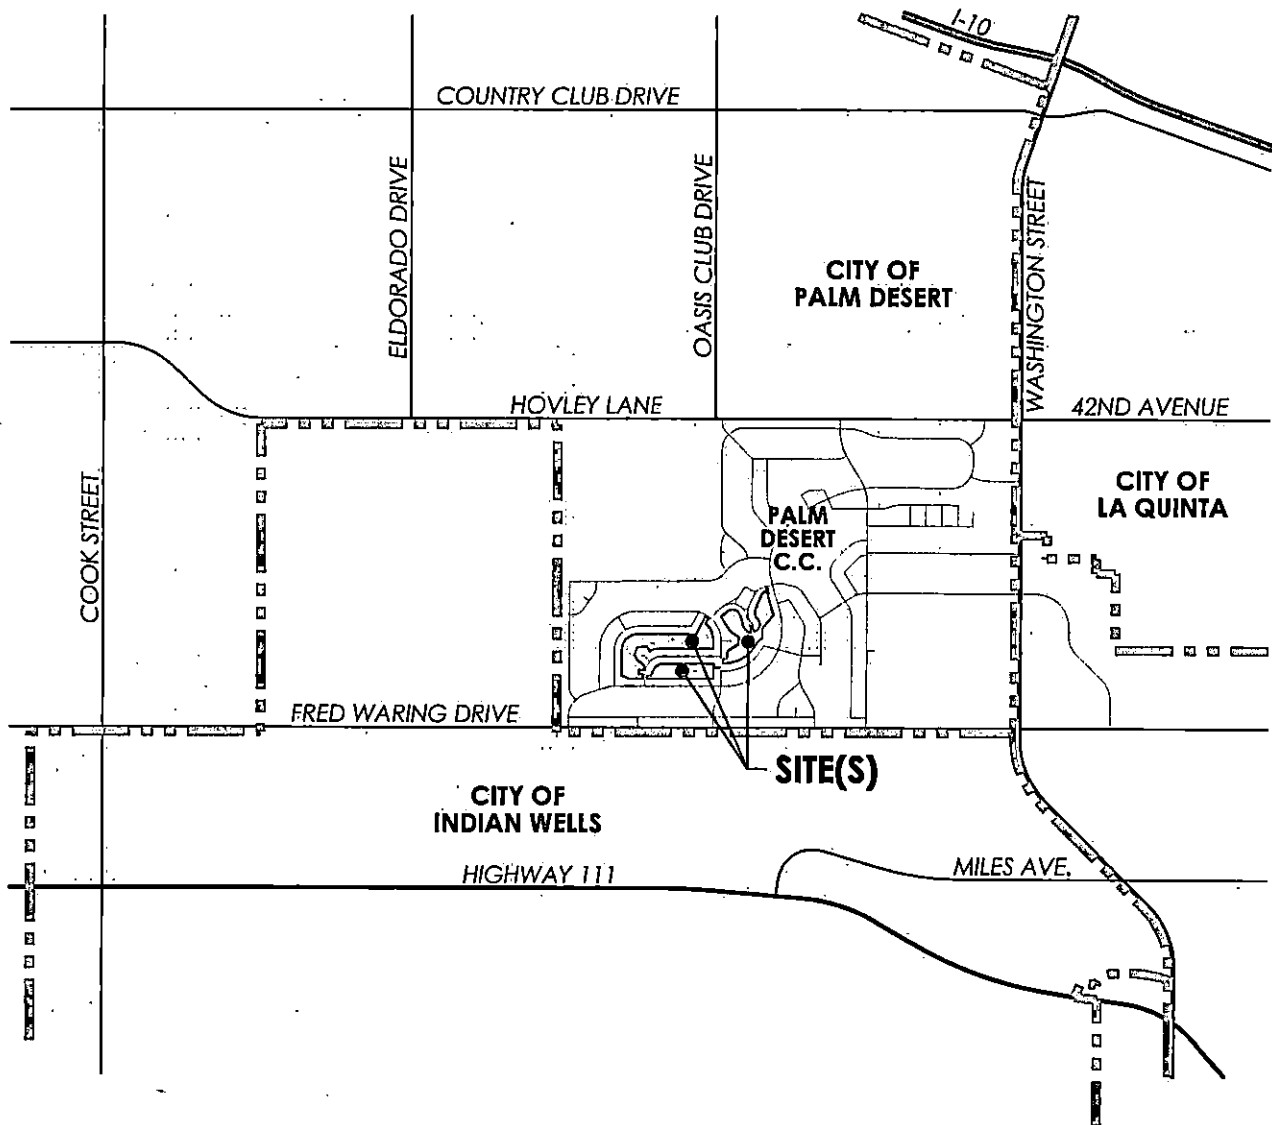 I-10
COUNTRY CLUB DRIVE
ELDORADO DRIVE
OASIS CLUB DRIVE
WASHINGTON STREET
CITY OF
PALM DESERT
HOVLEY LANE
42ND AVENUE
COOK STREET
CITY OF
LA QUINTA
PALM
DESERT
C.C.
FRED WARING DRIVE
SITE(S)
CITY OF
INDIAN WELLS
HIGHWAY 111
MILES AVE.